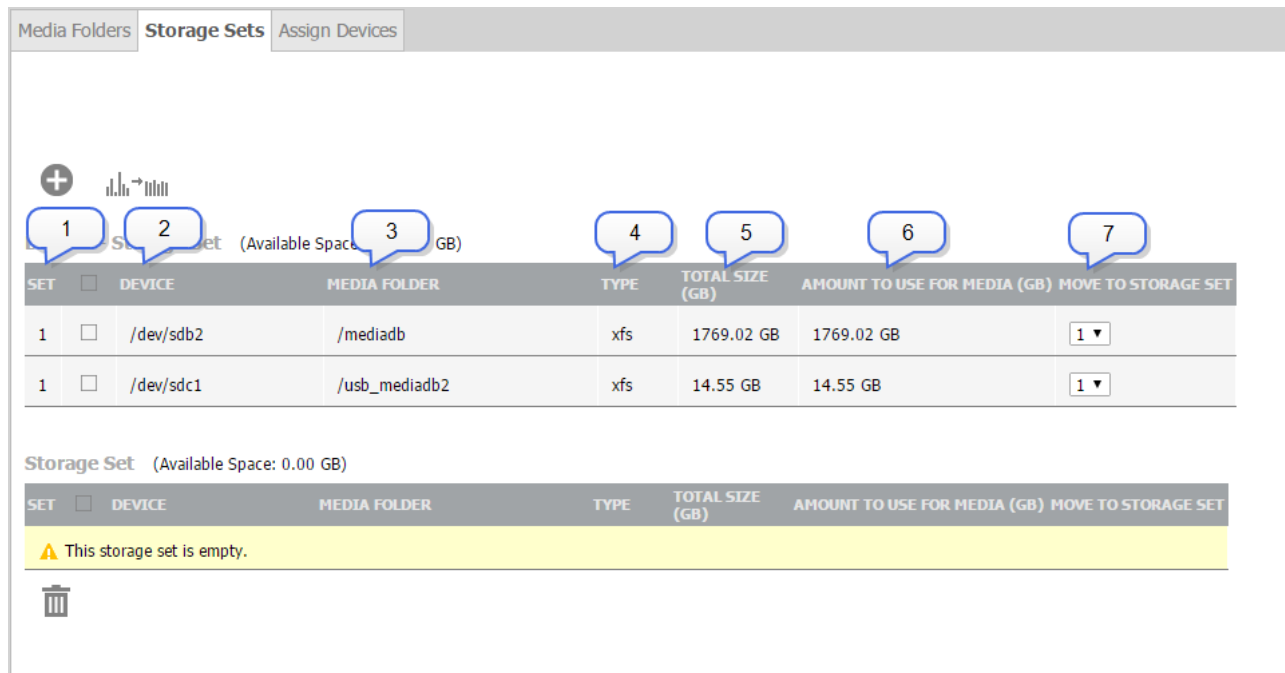 Media Folders Storage Sets Assign Devices
1 2 3 4 5 6 7
(Available Space GB)
SET DEVICE MEDIA FOLDER TYPE TOTAL SIZE (GB) AMOUNT TO USE FOR MEDIA (GB) MOVE TO STORAGE SET
1 /dev/sdb2 /mediadb xfs 1769.02 GB 1769.02 GB 1
1 /dev/sdc1 /usb_mediadb2 xfs 14.55 GB 14.55 GB 1
Storage Set (Available Space: 0.00 GB)
SET DEVICE MEDIA FOLDER TYPE TOTAL SIZE (GB) AMOUNT TO USE FOR MEDIA (GB) MOVE TO STORAGE SET
This storage set is empty.